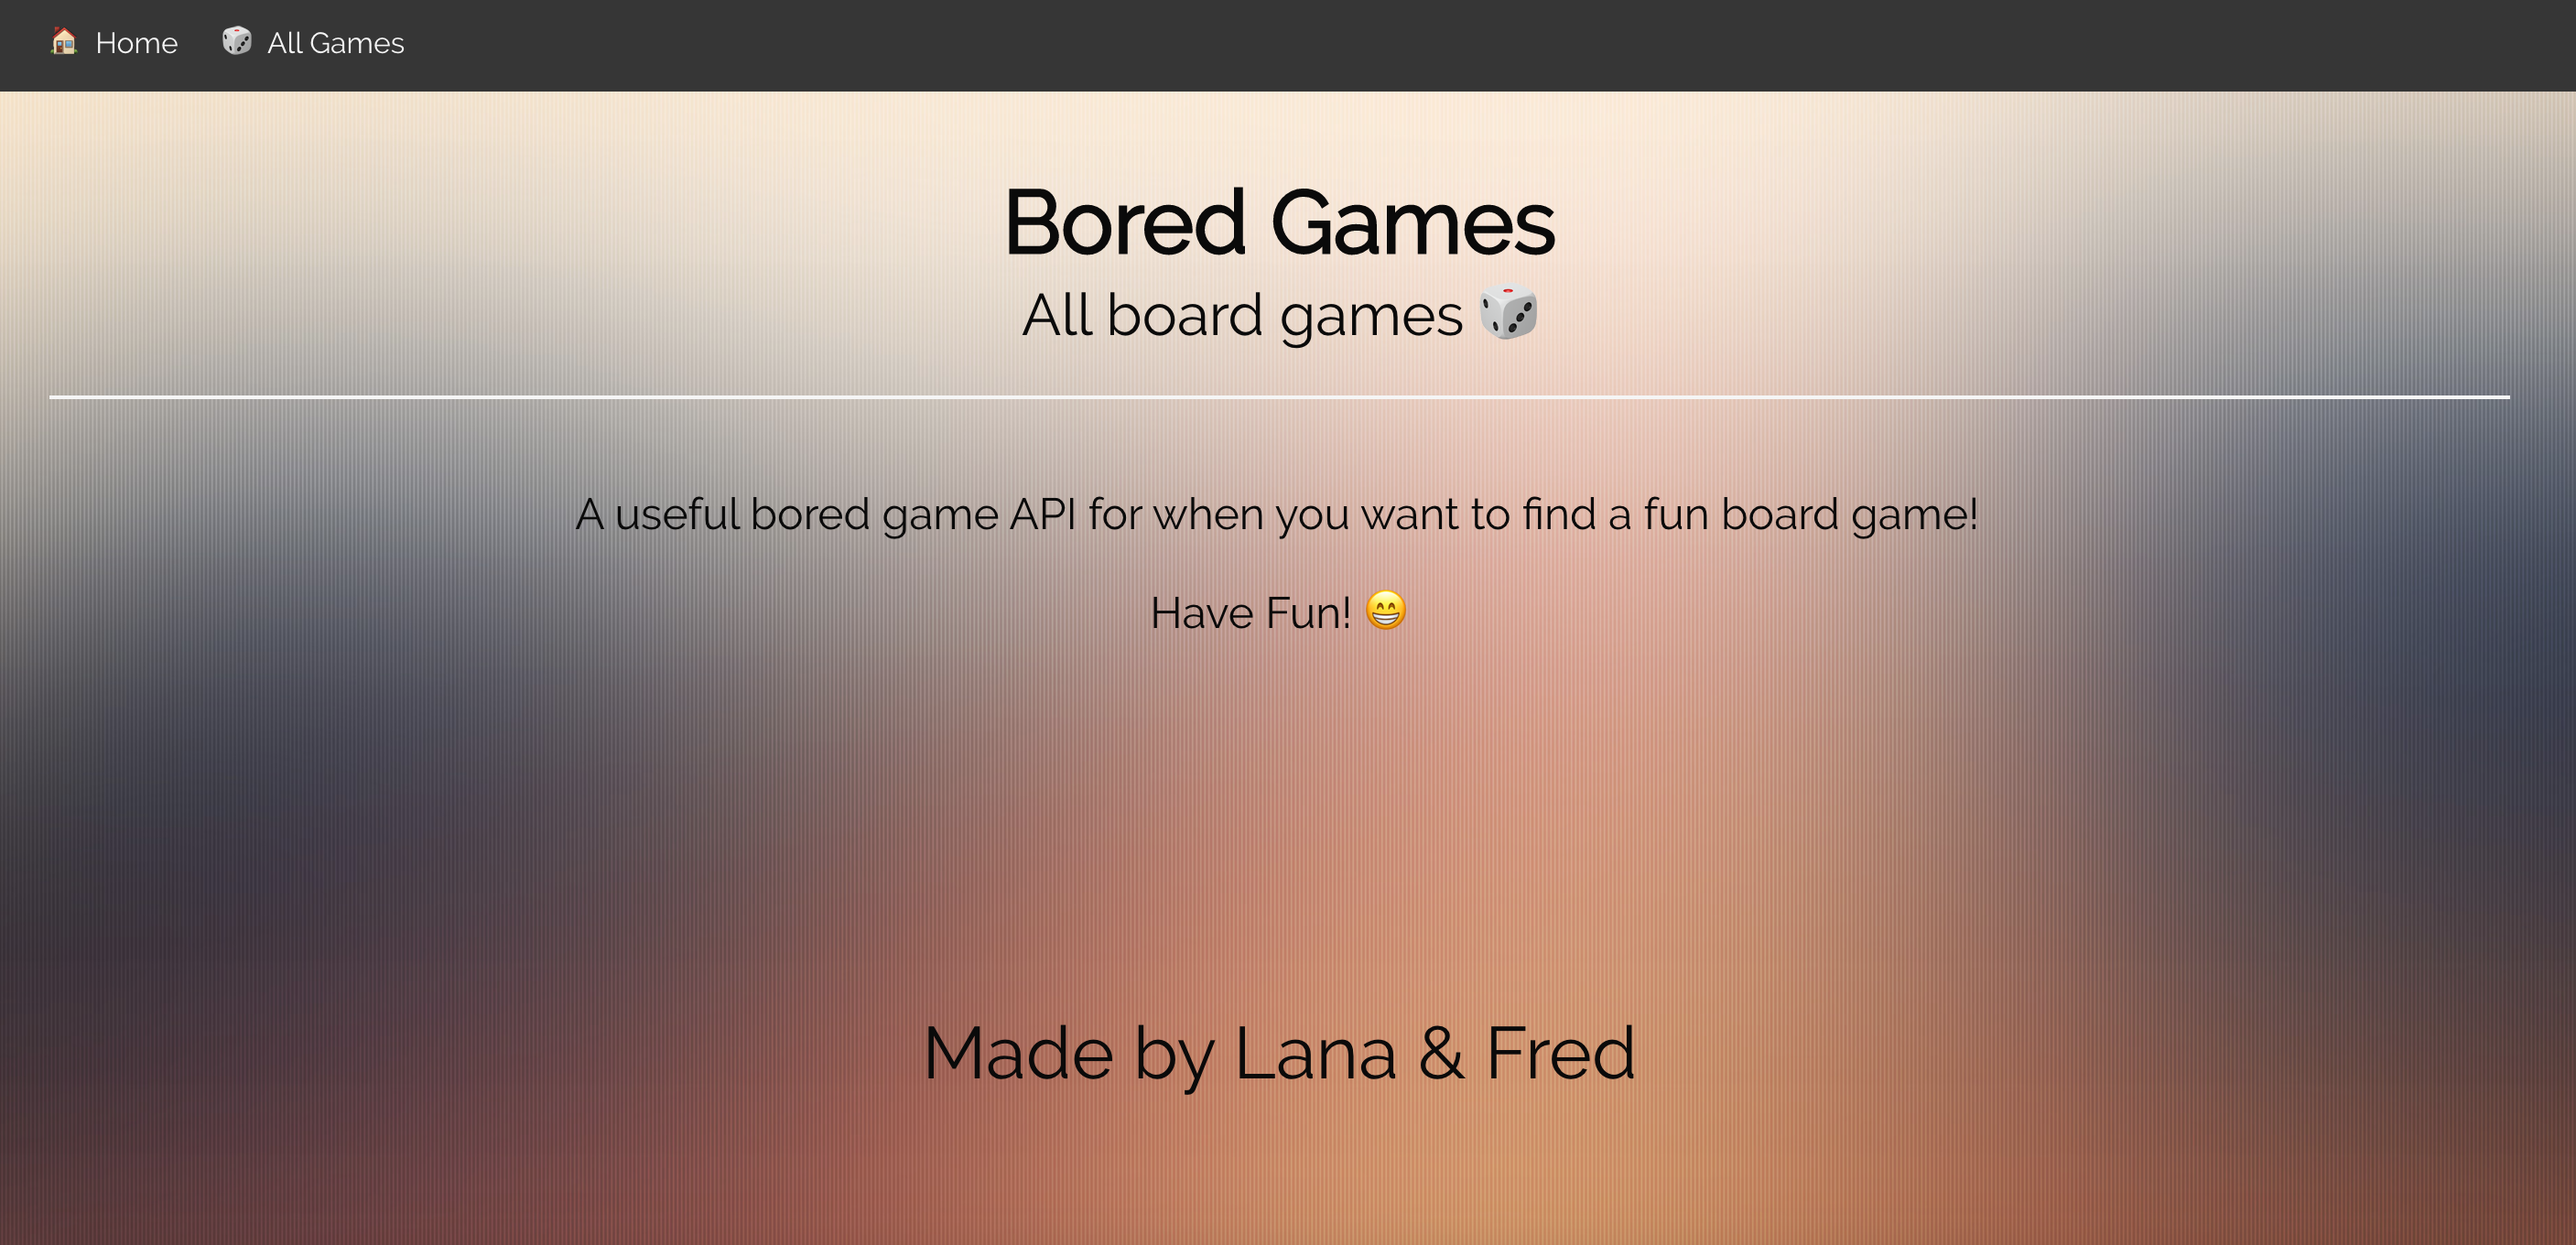 🏠 Home 🎲 All Games
Bored Games
All board games 🎲
A useful bored game API for when you want to find a fun board game!
Have Fun! 😁
Made by Lana & Fred